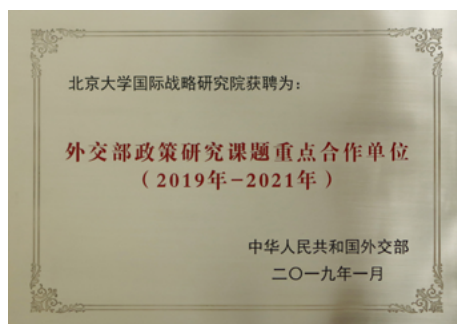 北京大学国际战略研究院获聘为：
外交部政策研究课题重点合作单位
（2019年-2021年）
中华人民共和国外交部
二〇一九年一月